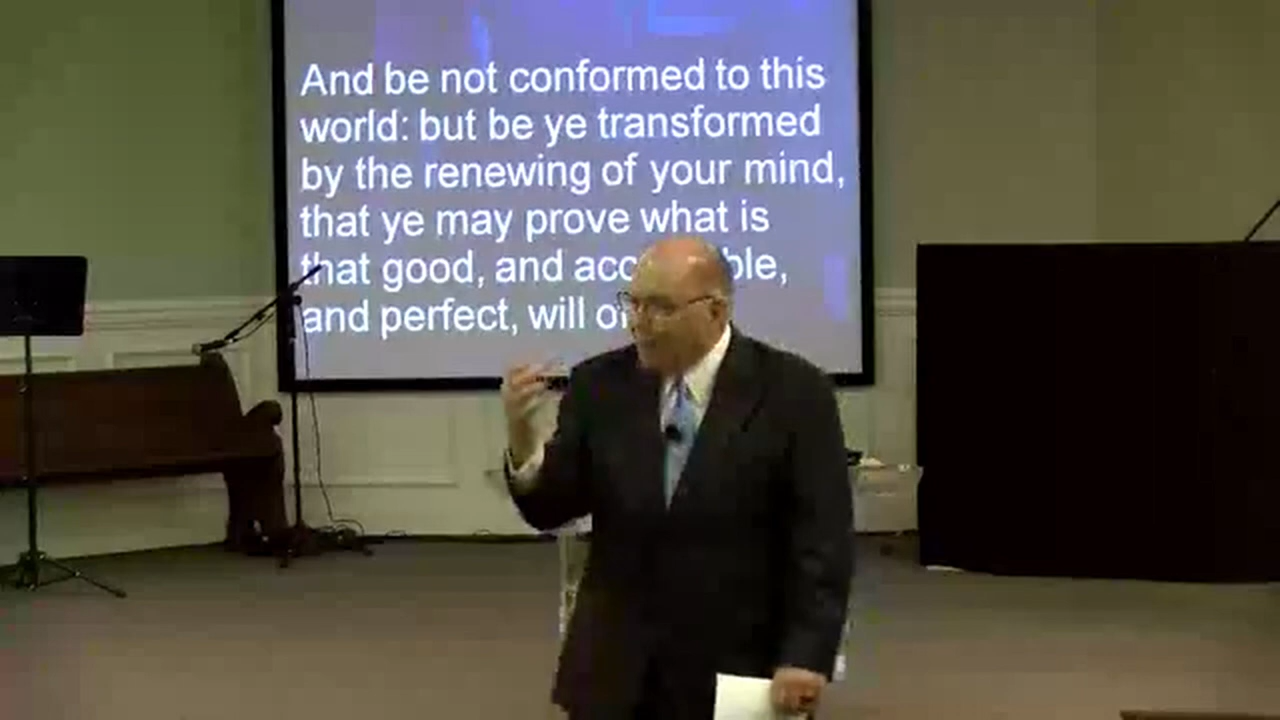 And be not conformed to this
world: but be ye transformed
by the renewing of your mind,
that ye may prove what is
that good, and
and perfect, will